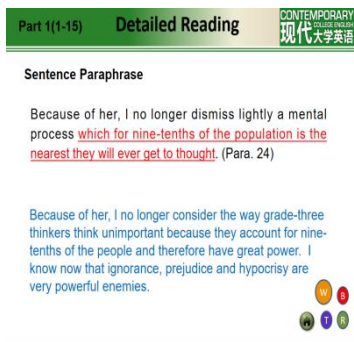 Part 1(1-15) Detailed Reading
CONTEMPORARY
COLLEGE ENGLISH
现代大学英语
Sentence Paraphrase
Because of her, I no longer dismiss lightly a mental
process which for nine-tenths of the population is the
nearest they will ever get to thought. (Para. 24)
Because of her, I no longer consider the way grade-three
thinkers think unimportant because they account for nine-
tenths of the people and therefore have great power. I
know now that ignorance, prejudice and hypocrisy are
very powerful enemies.
W
B
T
R